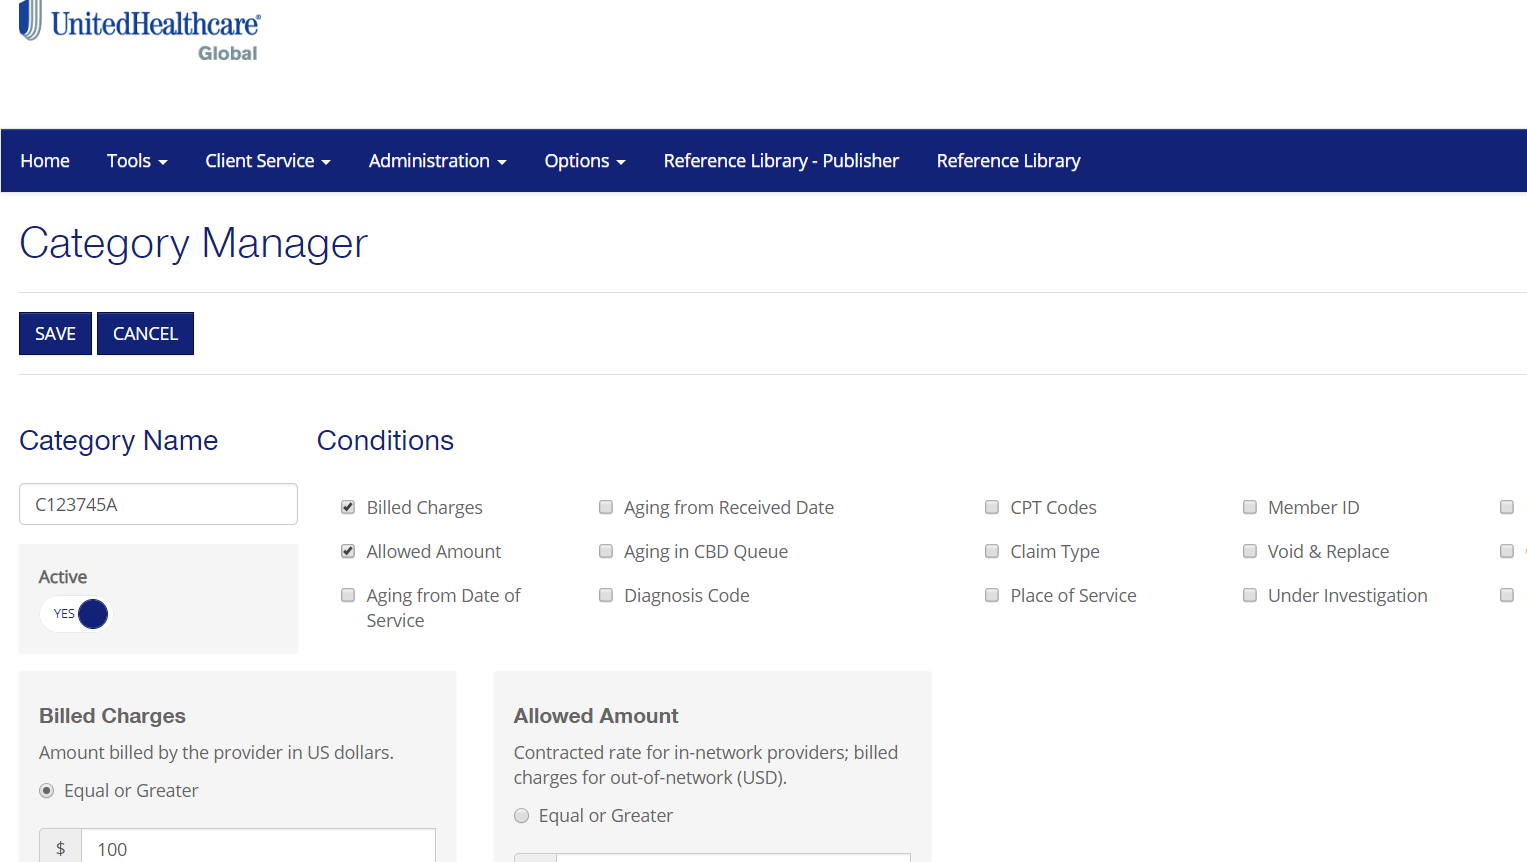 UnitedHealthcare®
Global
Home Tools Client Service Administration Options Reference Library - Publisher Reference Library
Category Manager
SAVE CANCEL
Category Name Conditions
C123745A
Billed Charges Aging from Received Date CPT Codes Member ID
Allowed Amount Aging in CBD Queue Claim Type Void & Replace
Aging from Date of Diagnosis Code Place of Service Under Investigation
Service
Active
YES
Billed Charges
Amount billed by the provider in US dollars.
Equal or Greater
$ 100
Allowed Amount
Contracted rate for in-network providers; billed
charges for out-of-network (USD).
Equal or Greater